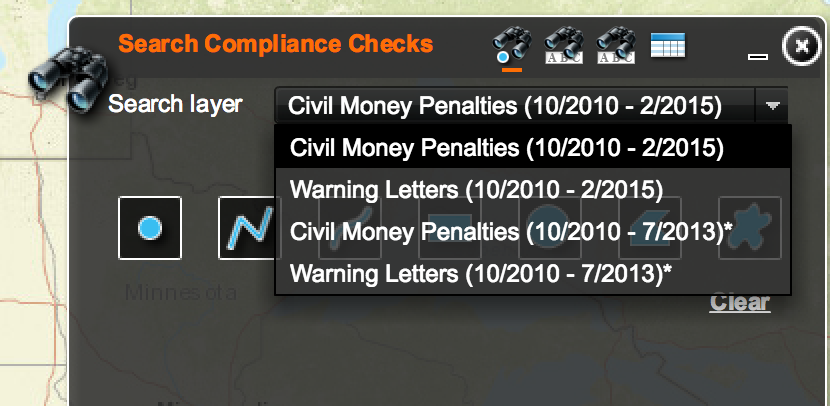 Search Compliance Checks
ABC
ABC
Search layer
Civil Money Penalties (10/2010 - 2/2015)
Civil Money Penalties (10/2010 - 2/2015)
Warning Letters (10/2010 - 2/2015)
Civil Money Penalties (10/2010 - 7/2013)*
Warning Letters (10/2010 - 7/2013)*
Minnesota
Clear